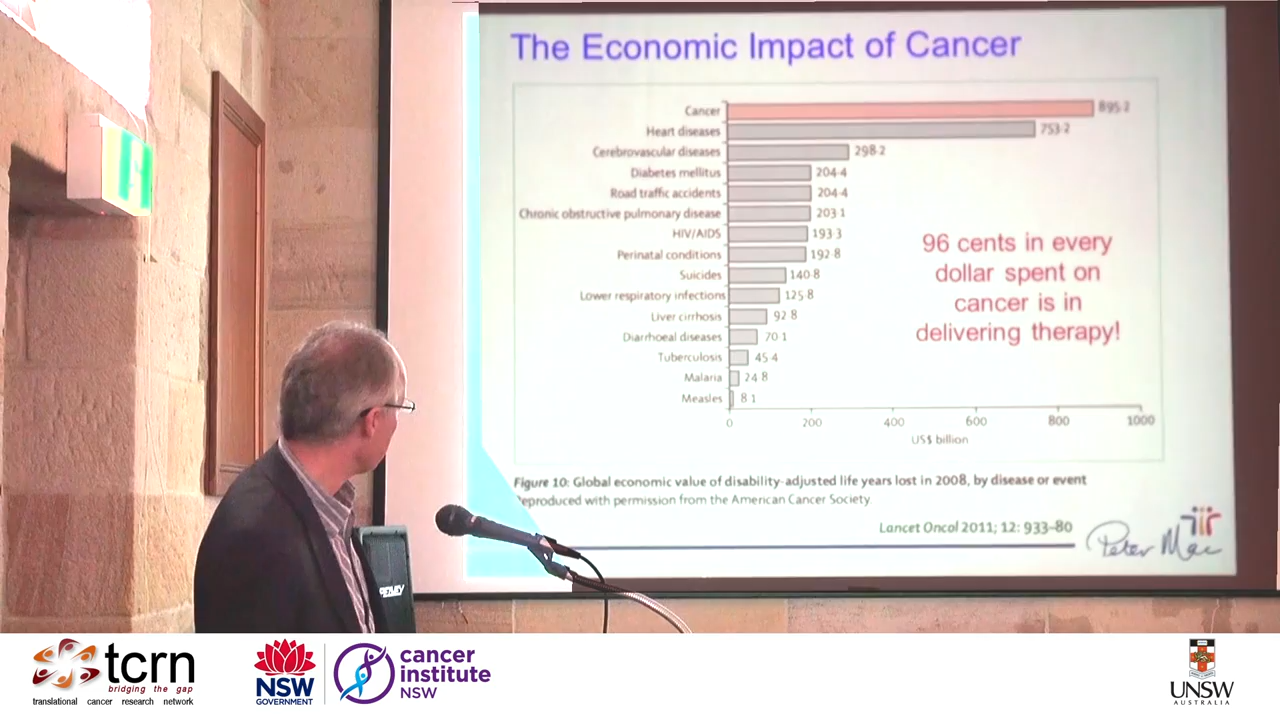 The Economic Impact of Cancer
Cancer 895·2
Heart diseases 753·2
Cerebrovascular diseases 298·2
Diabetes mellitus 204·4
Road traffic accidents 204·4
Chronic obstructive pulmonary disease 203·1
HIV/AIDS 193·3
Perinatal conditions 192·8
Suicides 140·8
Lower respiratory infections 125·8
Liver cirrhosis 92·8
Diarrhoeal diseases 70·1
Tuberculosis 45·4
Malaria 24·8
Measles 8·1
0 200 400 600 800 1000
US$ billion
96 cents in every
dollar spent on
cancer is in
delivering therapy!
Figure 10: Global economic value of disability-adjusted life years lost in 2008, by disease or event
Reproduced with permission from the American Cancer Society.
Lancet Oncol 2011; 12: 933–80
Peter Mac
tcrn
bridging the gap
translational cancer research network
NSW
GOVERNMENT
cancer
institute
NSW
UNSW
AUSTRALIA